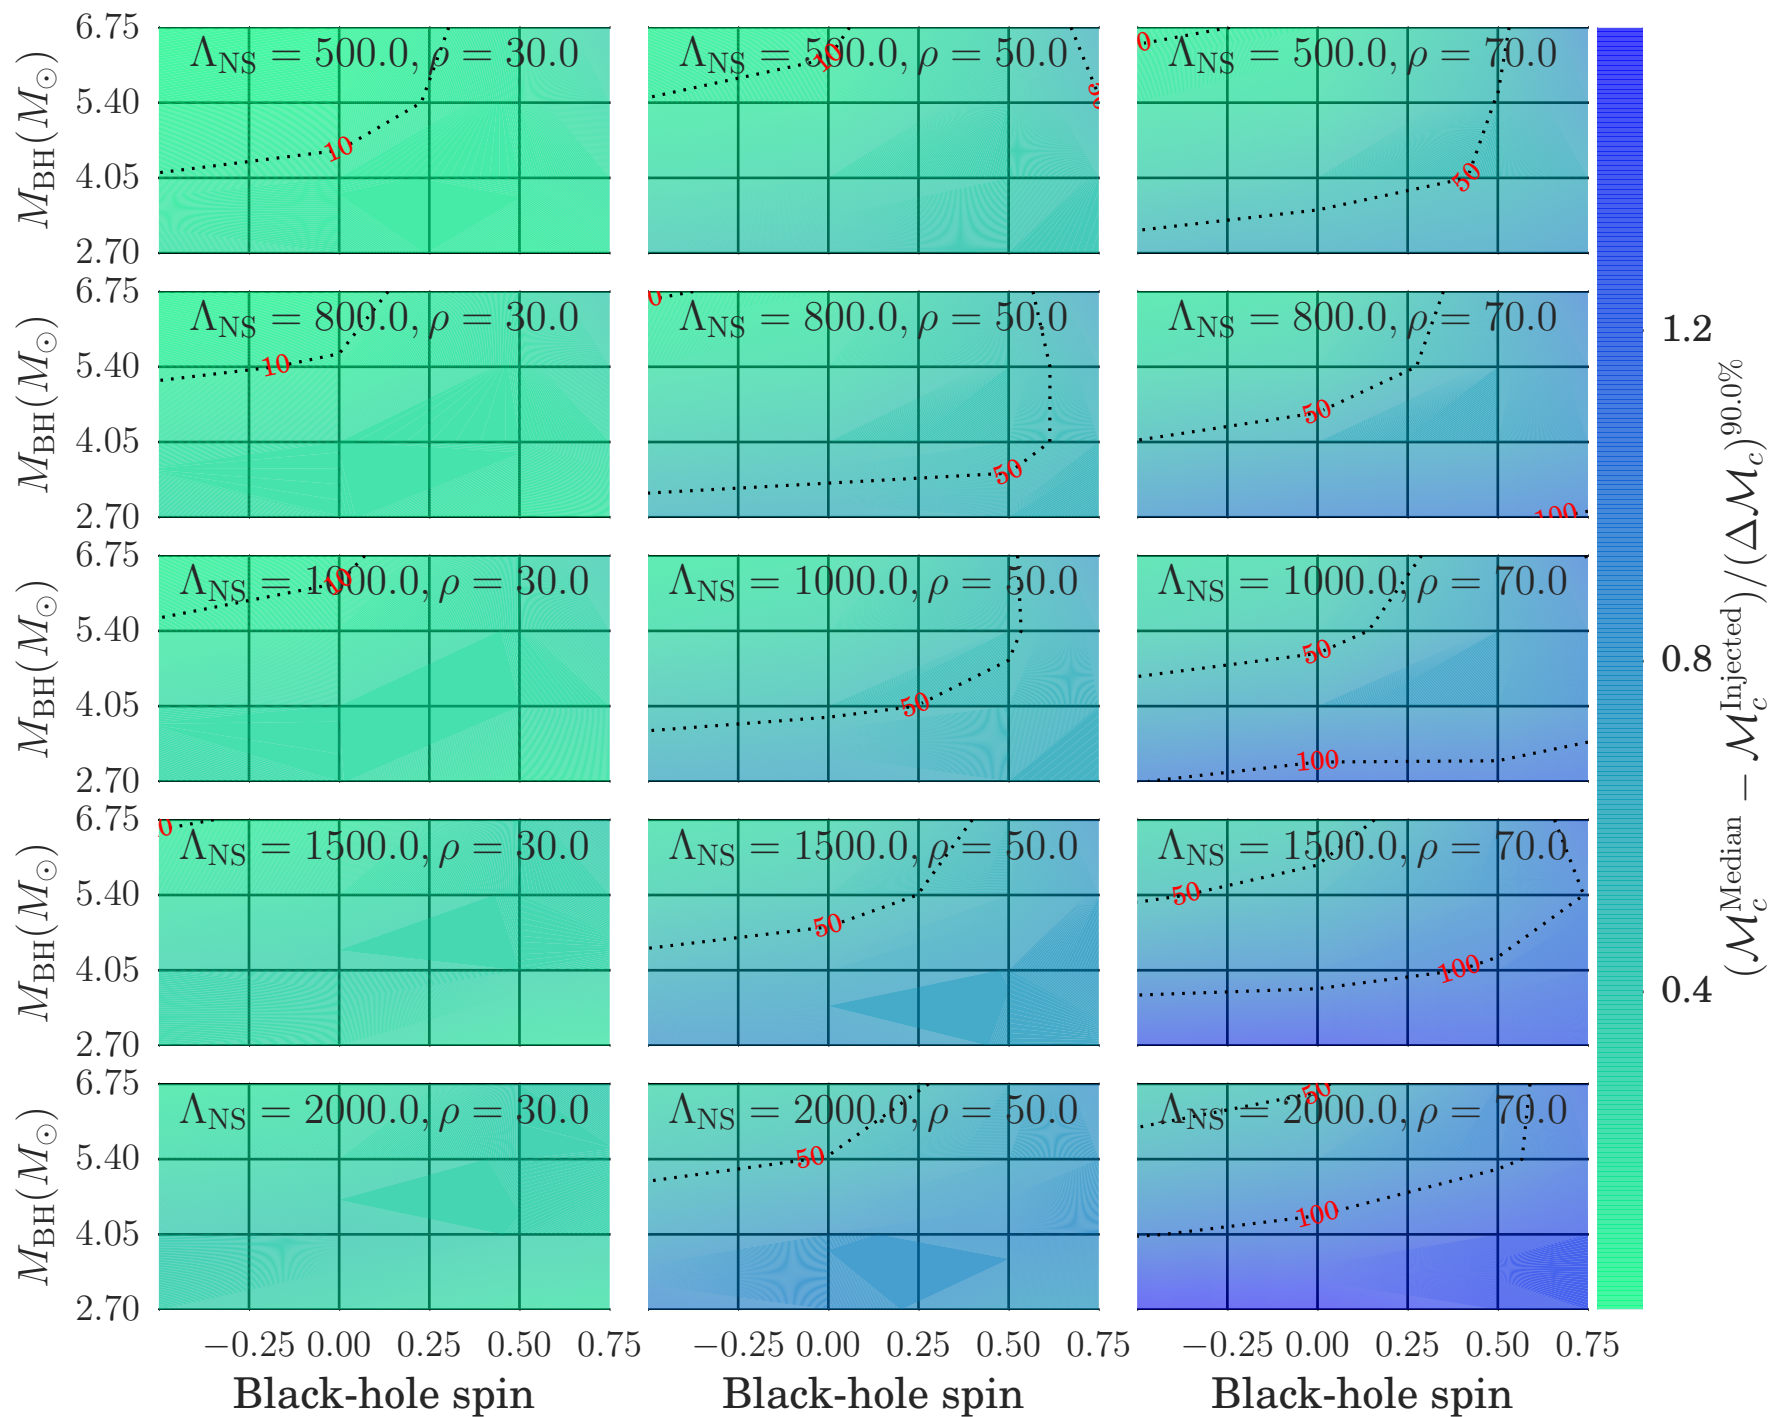 6.75
5.40
4.05
2.70
M_BH(M_⊙)
Λ_NS = 500.0, ρ = 30.0
10
Λ_NS = 500.0, ρ = 50.0
10
Λ_NS = 500.0, ρ = 70.0
0
50
6.75
5.40
4.05
2.70
M_BH(M_⊙)
Λ_NS = 800.0, ρ = 30.0
10
Λ_NS = 800.0, ρ = 50.0
0
50
Λ_NS = 800.0, ρ = 70.0
50
100
6.75
5.40
4.05
2.70
M_BH(M_⊙)
Λ_NS = 1000.0, ρ = 30.0
10
Λ_NS = 1000.0, ρ = 50.0
50
Λ_NS = 1000.0, ρ = 70.0
50
100
6.75
5.40
4.05
2.70
M_BH(M_⊙)
Λ_NS = 1500.0, ρ = 30.0
0
Λ_NS = 1500.0, ρ = 50.0
50
Λ_NS = 1500.0, ρ = 70.0
50
100
6.75
5.40
4.05
2.70
M_BH(M_⊙)
Λ_NS = 2000.0, ρ = 30.0
Λ_NS = 2000.0, ρ = 50.0
50
Λ_NS = 2000.0, ρ = 70.0
50
100
−0.25 0.00 0.25 0.50 0.75
−0.25 0.00 0.25 0.50 0.75
−0.25 0.00 0.25 0.50 0.75
Black-hole spin
Black-hole spin
Black-hole spin
1.2
0.8
0.4
(ℳ_c^Median − ℳ_c^Injected)/(Δℳ_c)^90.0%